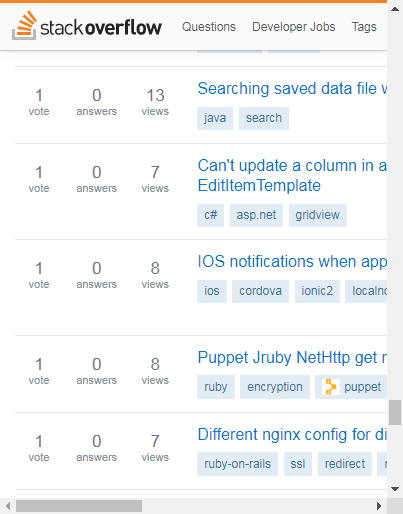 stackoverflow Questions Developer Jobs Tags
1 0 13 Searching saved data file
vote answers views
java search
1 0 7 Can't update a column in a
vote answers views EditItemTemplate
c# asp.net gridview
1 0 8 IOS notifications when app
vote answers views
ios cordova ionic2
1 0 8 Puppet Jruby NetHttp get
vote answers views
ruby encryption puppet
1 0 7 Different nginx config for
vote answers views
ruby-on-rails ssl redirect